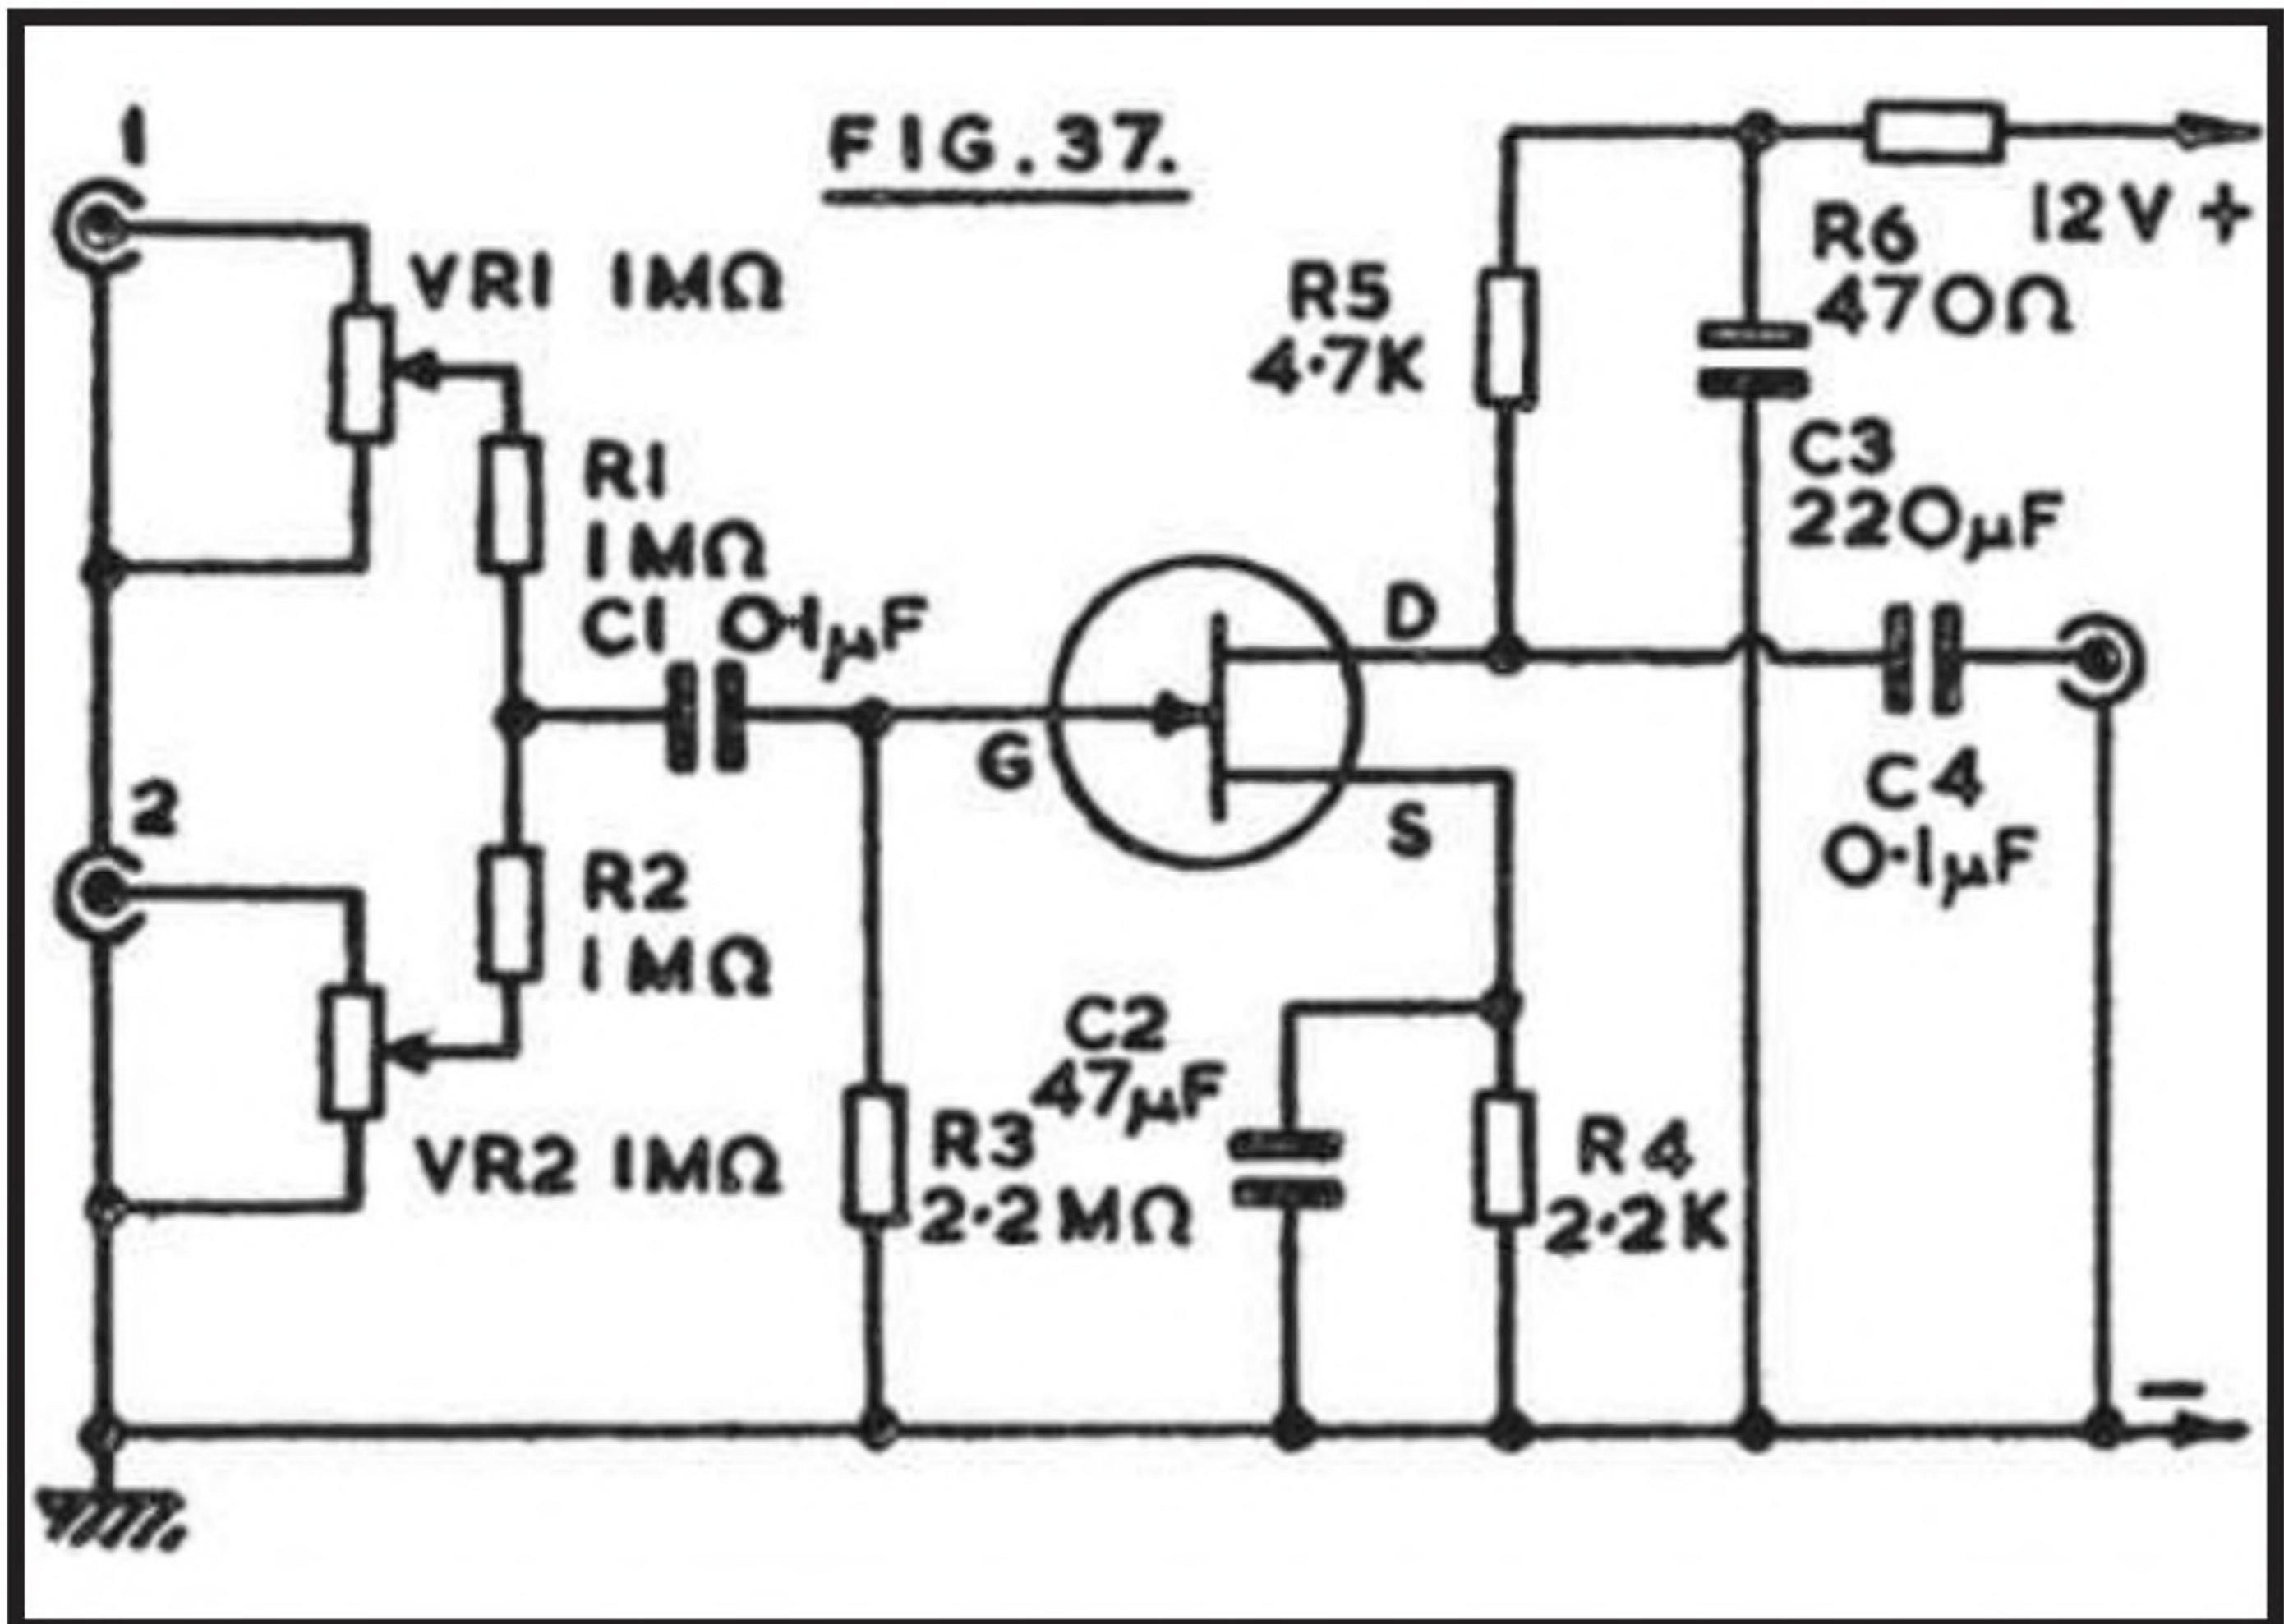 1
FIG.37.
12V +
VR1 1MΩ
R5
4·7K
R6
470Ω
R1
1MΩ
C1 0·1µF
C3
220µF
D
G
S
C4
0·1µF
2
R2
1MΩ
C2
47µF
VR2 1MΩ
R3
2·2MΩ
R4
2·2K
−